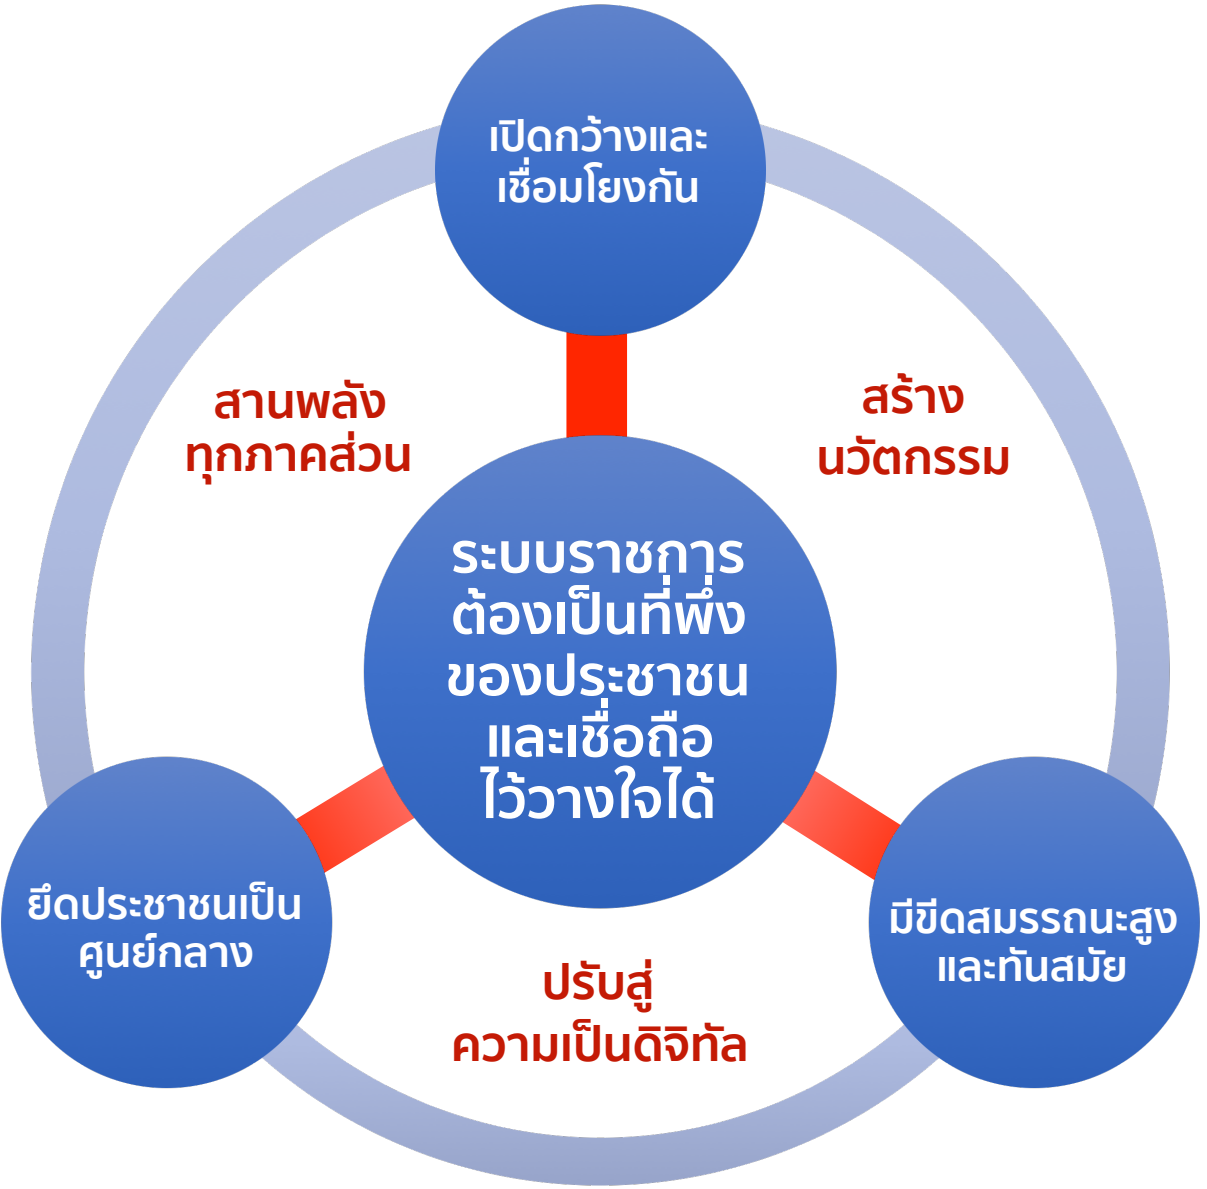 เปิดกว้างและ
เชื่อมโยงกัน
สานพลัง
ทุกภาคส่วน
สร้าง
นวัตกรรม
ระบบราชการ
ต้องเป็นที่พึ่ง
ของประชาชน
และเชื่อถือ
ไว้วางใจได้
ยึดประชาชนเป็น
ศูนย์กลาง
มีขีดสมรรถนะสูง
และทันสมัย
ปรับสู่
ความเป็นดิจิทัล